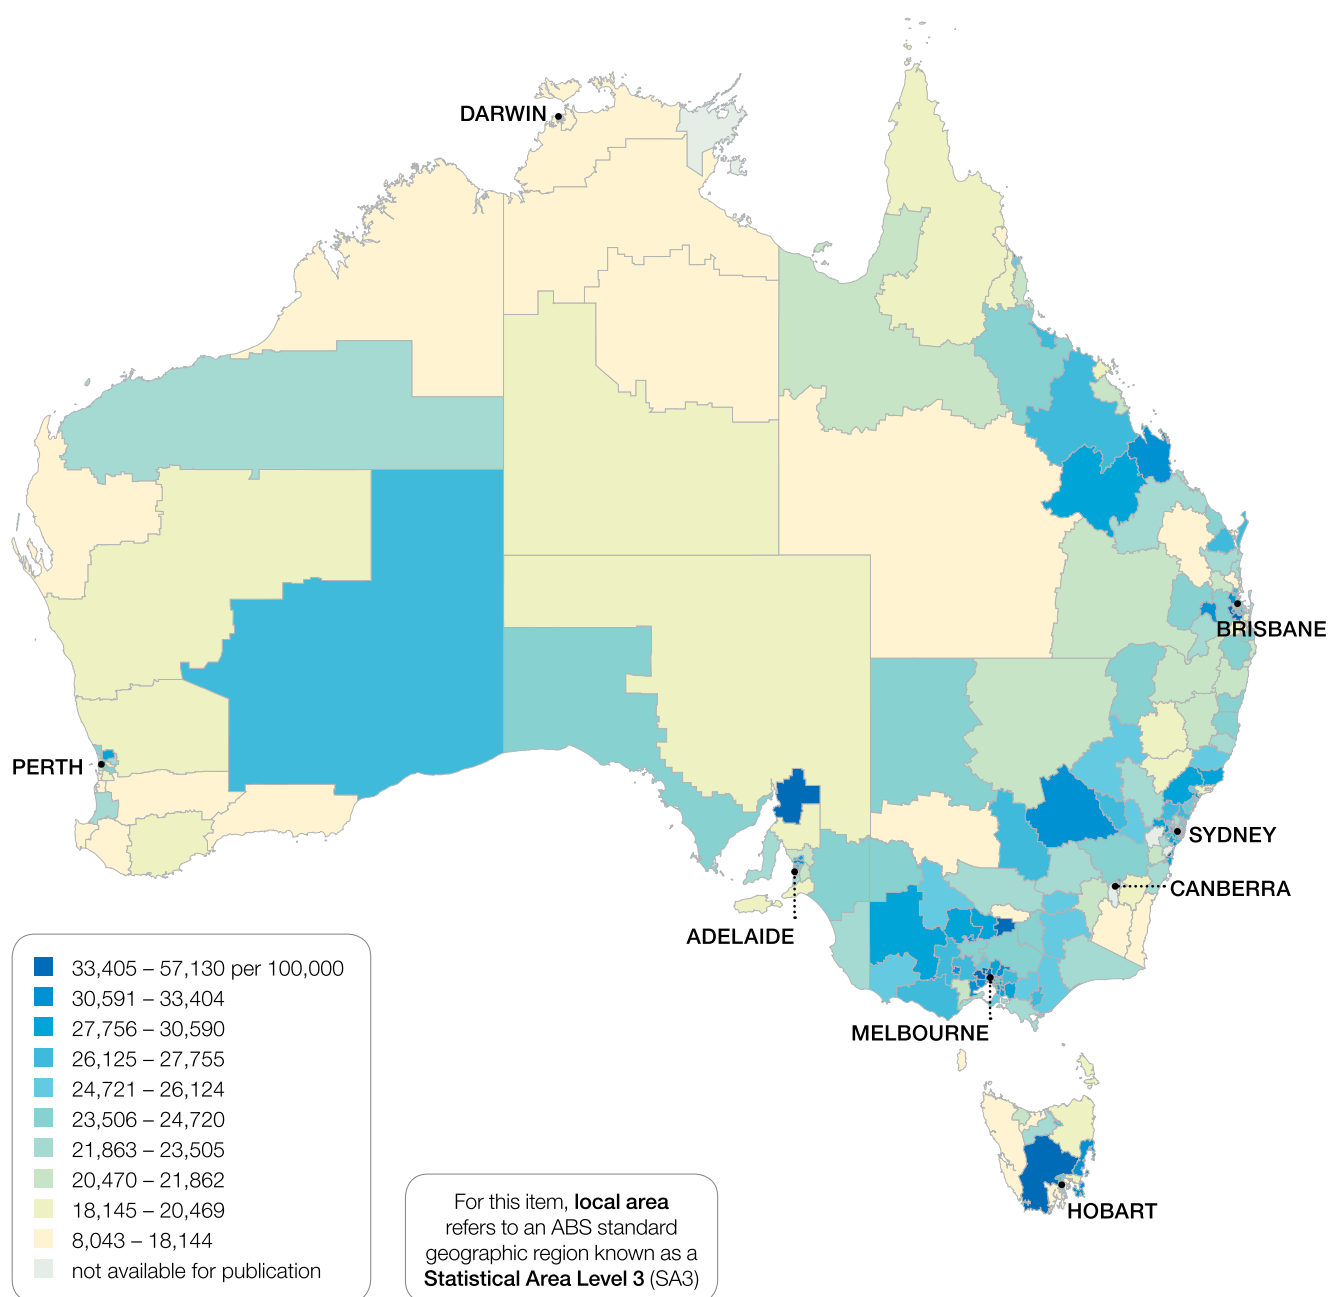 DARWIN
BRISBANE
PERTH
SYDNEY
CANBERRA
ADELAIDE
MELBOURNE
HOBART
33,405 – 57,130 per 100,000
30,591 – 33,404
27,756 – 30,590
26,125 – 27,755
24,721 – 26,124
23,506 – 24,720
21,863 – 23,505
20,470 – 21,862
18,145 – 20,469
8,043 – 18,144
not available for publication
For this item, local area
refers to an ABS standard
geographic region known as a
Statistical Area Level 3 (SA3)